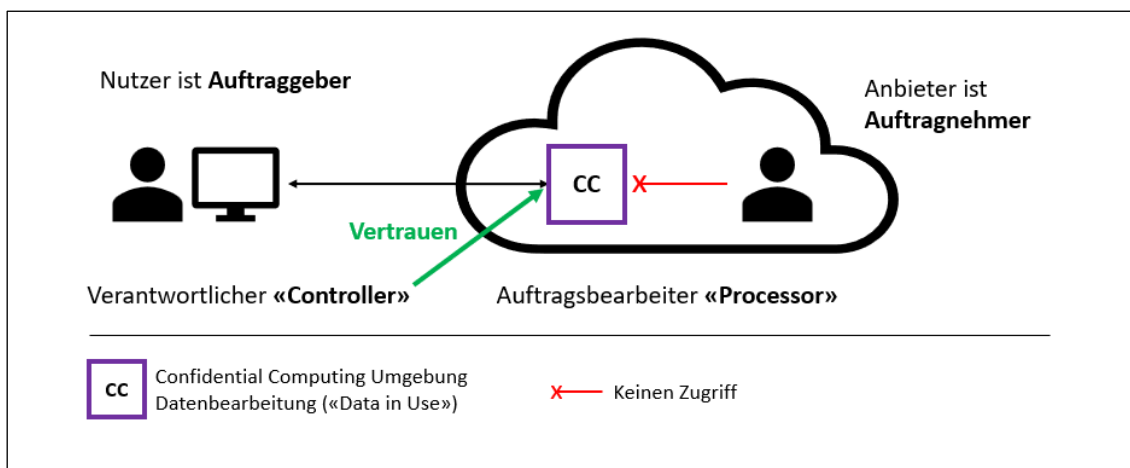 Nutzer ist Auftraggeber
Anbieter ist
Auftragnehmer
CC
X
Vertrauen
Verantwortlicher «Controller»
Auftragsbearbeiter «Processor»
CC
Confidential Computing Umgebung
Datenbearbeitung («Data in Use»)
X
Keinen Zugriff